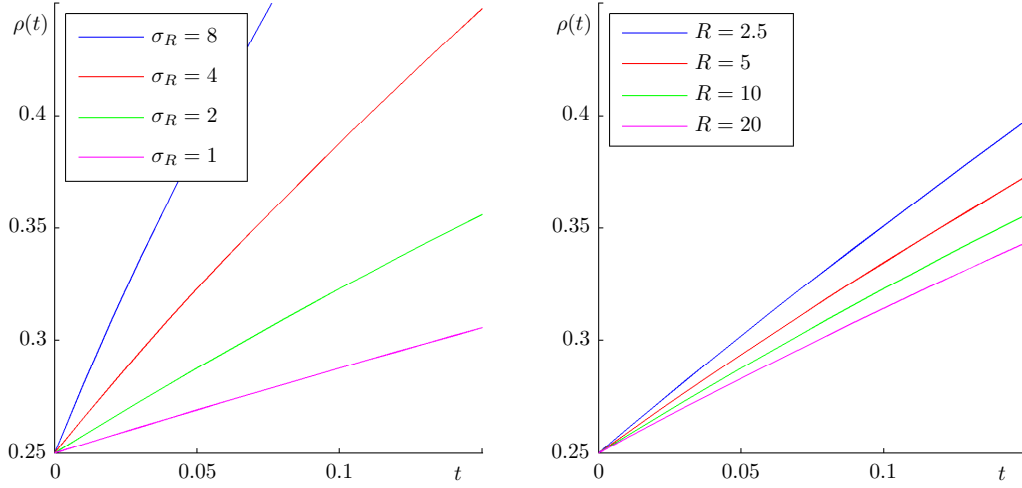 ρ(t)
σ_R = 8
σ_R = 4
σ_R = 2
σ_R = 1
0.4
0.35
0.3
0.25
0
0.05
0.1
t
ρ(t)
R = 2.5
R = 5
R = 10
R = 20
0.4
0.35
0.3
0.25
0
0.05
0.1
t